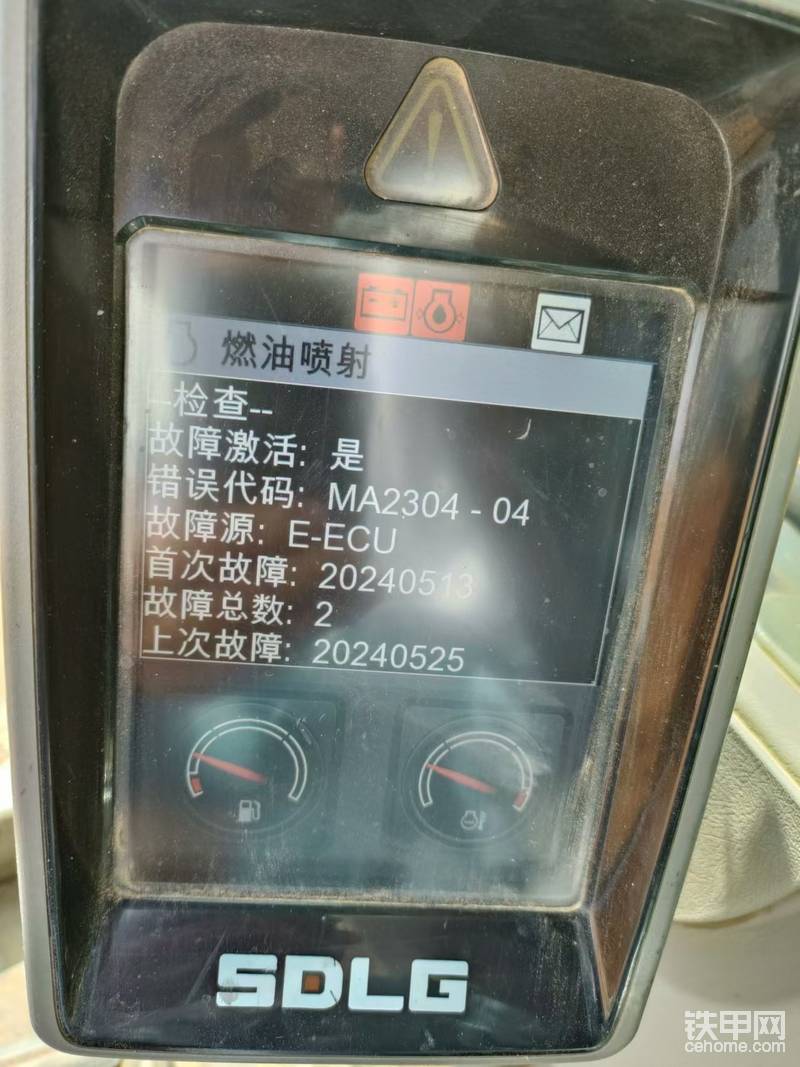 燃油喷射
--检查--
故障激活: 是
错误代码: MA2304 - 04
故障源: E-ECU
首次故障: 20240513
故障总数: 2
上次故障: 20240525
SDLG
铁甲网
cehome.com